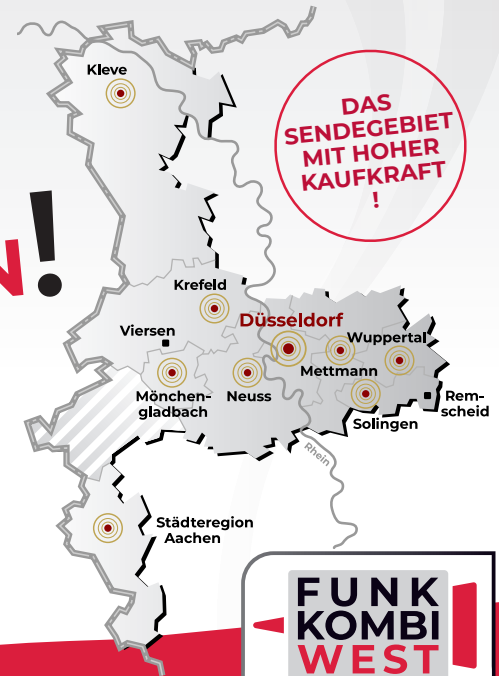 Kleve
DAS
SENDEGEBIET
MIT HOHER
KAUFKRAFT
!
N!
Krefeld
Düsseldorf
Viersen
Wuppertal
Mettmann
Mönchen-
gladbach
Neuss
Rem-
scheid
Solingen
Rhein
Städteregion
Aachen
FUNK
KOMBI
WEST